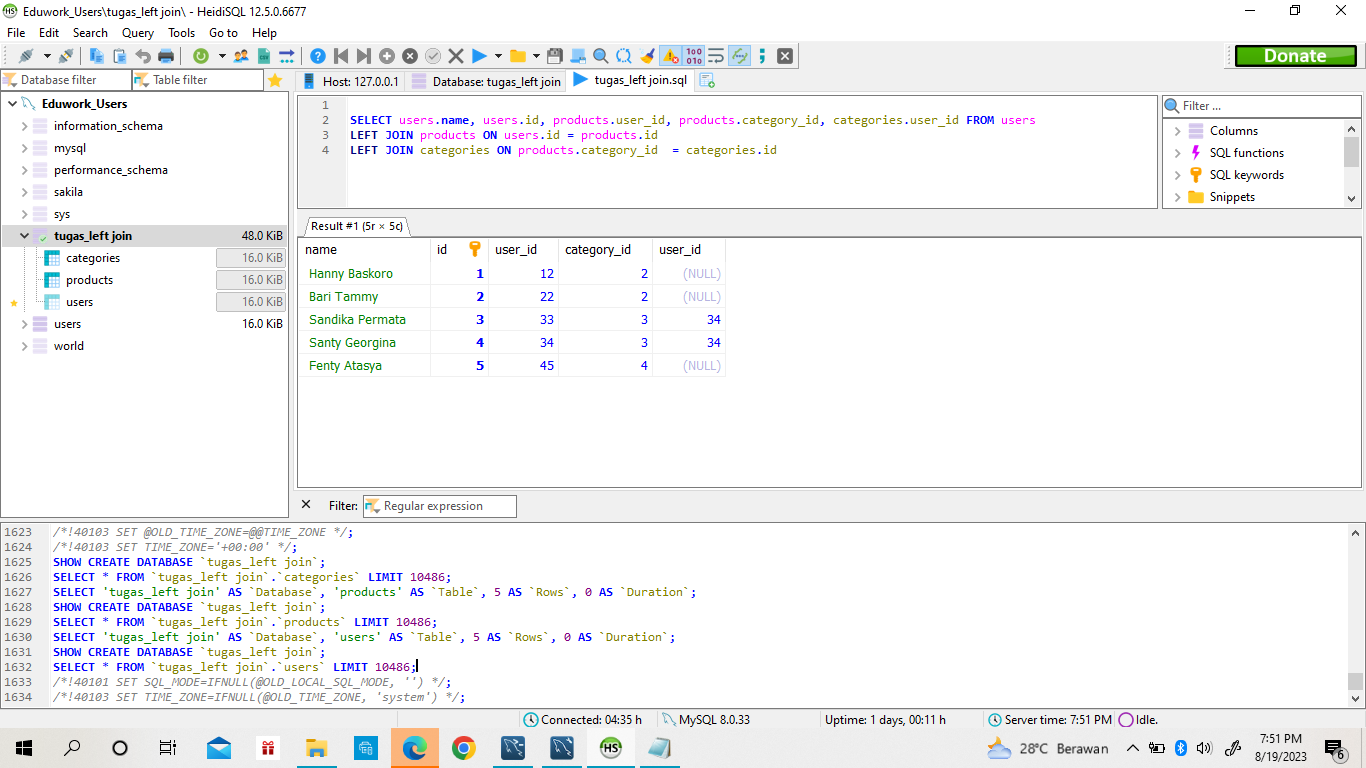 Eduwork_Users\tugas_left join\ - HeidiSQL 12.5.0.6677
File Edit Search Query Tools Go to Help
Donate
Database filter Table filter
Host: 127.0.0.1 Database: tugas_left join tugas_left join.sql
Eduwork_Users
information_schema
mysql
performance_schema
sakila
sys
tugas_left join 48.0 KiB
categories 16.0 KiB
products 16.0 KiB
users 16.0 KiB
users 16.0 KiB
world
1
2 SELECT users.name, users.id, products.user_id, products.category_id, categories.user_id FROM users
3 LEFT JOIN products ON users.id = products.id
4 LEFT JOIN categories ON products.category_id  = categories.id
Filter ...
Columns
SQL functions
SQL keywords
Snippets
Result #1 (5r × 5c)
name id user_id category_id user_id
Hanny Baskoro 1 12 2 (NULL)
Bari Tammy 2 22 2 (NULL)
Sandika Permata 3 33 3 34
Santy Georgina 4 34 3 34
Fenty Atasya 5 45 4 (NULL)
Filter: Regular expression
1623 /*!40103 SET @OLD_TIME_ZONE=@@TIME_ZONE */;
1624 /*!40103 SET TIME_ZONE='+00:00' */;
1625 SHOW CREATE DATABASE `tugas_left join`;
1626 SELECT * FROM `tugas_left join`.`categories` LIMIT 10486;
1627 SELECT 'tugas_left join' AS `Database`, 'products' AS `Table`, 5 AS `Rows`, 0 AS `Duration`;
1628 SHOW CREATE DATABASE `tugas_left join`;
1629 SELECT * FROM `tugas_left join`.`products` LIMIT 10486;
1630 SELECT 'tugas_left join' AS `Database`, 'users' AS `Table`, 5 AS `Rows`, 0 AS `Duration`;
1631 SHOW CREATE DATABASE `tugas_left join`;
1632 SELECT * FROM `tugas_left join`.`users` LIMIT 10486;
1633 /*!40101 SET SQL_MODE=IFNULL(@OLD_LOCAL_SQL_MODE, '') */;
1634 /*!40103 SET TIME_ZONE=IFNULL(@OLD_TIME_ZONE, 'system') */;
Connected: 04:35 h MySQL 8.0.33 Uptime: 1 days, 00:11 h Server time: 7:51 PM Idle.
28°C Berawan
7:51 PM
8/19/2023
6